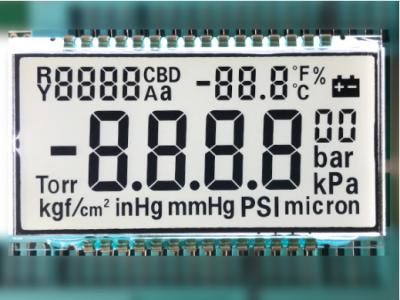 R 8888 CBD -88.8 °F %
Y Aa °C
-8.8.8.8 00
bar
Torr kPa
kgf/cm² inHg mmHg PSI micron